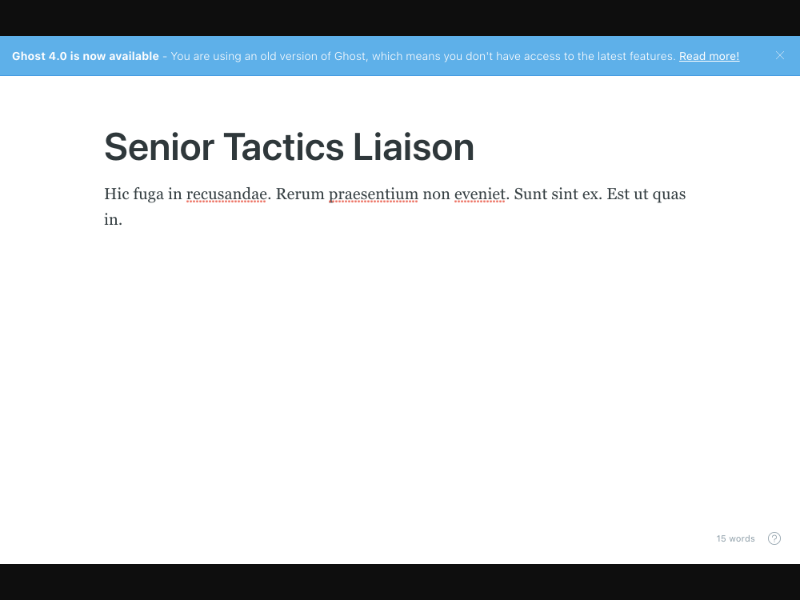 Ghost 4.0 is now available - You are using an old version of Ghost, which means you don't have access to the latest features. Read more!
Senior Tactics Liaison
Hic fuga in recusandae. Rerum praesentium non eveniet. Sunt sint ex. Est ut quas
in.
15 words